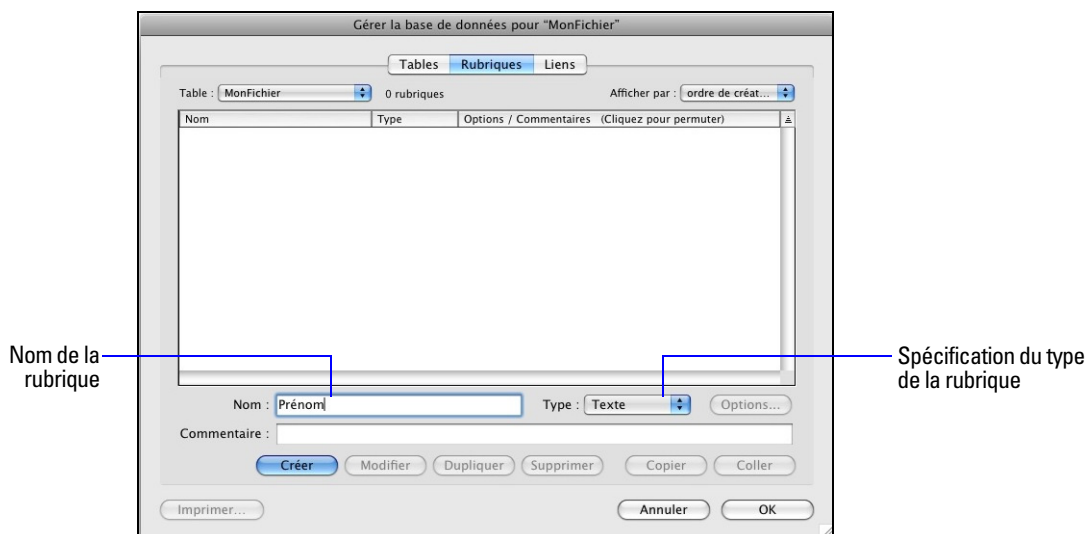 Gérer la base de données pour “MonFichier”
Tables Rubriques Liens
Table : MonFichier 0 rubriques Afficher par : ordre de créat...
Nom Type Options / Commentaires (Cliquez pour permuter)
Nom de la
rubrique
Spécification du type
de la rubrique
Nom : Prénom Type : Texte Options...
Commentaire :
Créer Modifier Dupliquer Supprimer Copier Coller
Imprimer... Annuler OK